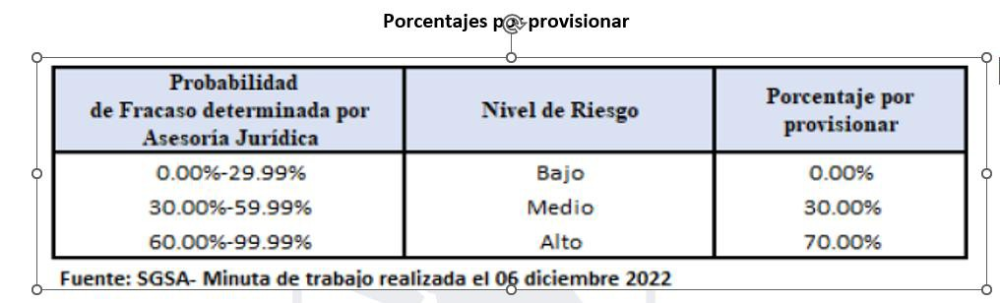 Porcentajes por provisionar
Probabilidad
de Fracaso determinada por
Asesoría Jurídica
Nivel de Riesgo
Porcentaje por
provisionar
0.00%-29.99% Bajo 0.00%
30.00%-59.99% Medio 30.00%
60.00%-99.99% Alto 70.00%
Fuente: SGSA- Minuta de trabajo realizada el 06 diciembre 2022